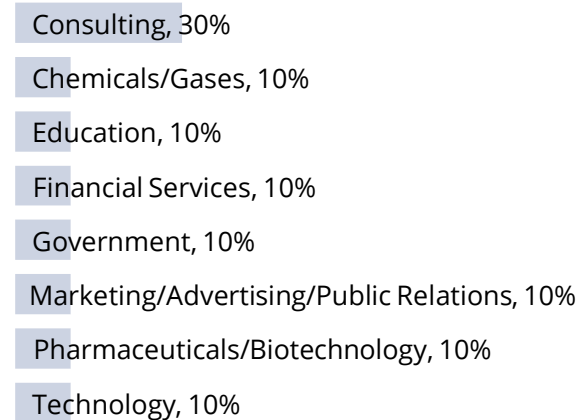 Consulting, 30%
Chemicals/Gases, 10%
Education, 10%
Financial Services, 10%
Government, 10%
Marketing/Advertising/Public Relations, 10%
Pharmaceuticals/Biotechnology, 10%
Technology, 10%